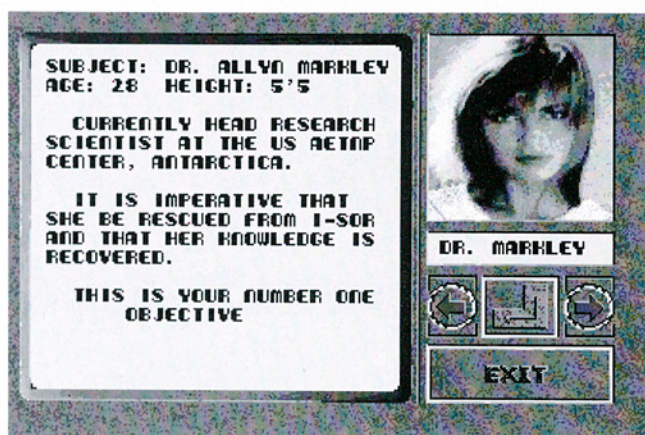 SUBJECT: DR. ALLYN MARKLEY
AGE: 28 HEIGHT: 5'5
CURRENTLY HEAD RESEARCH
SCIENTIST AT THE US AETNP
CENTER, ANTARCTICA.
IT IS IMPERATIVE THAT
SHE BE RESCUED FROM I-SOR
AND THAT HER KNOWLEDGE IS
RECOVERED.
THIS IS YOUR NUMBER ONE
OBJECTIVE
DR. MARKLEY
EXIT